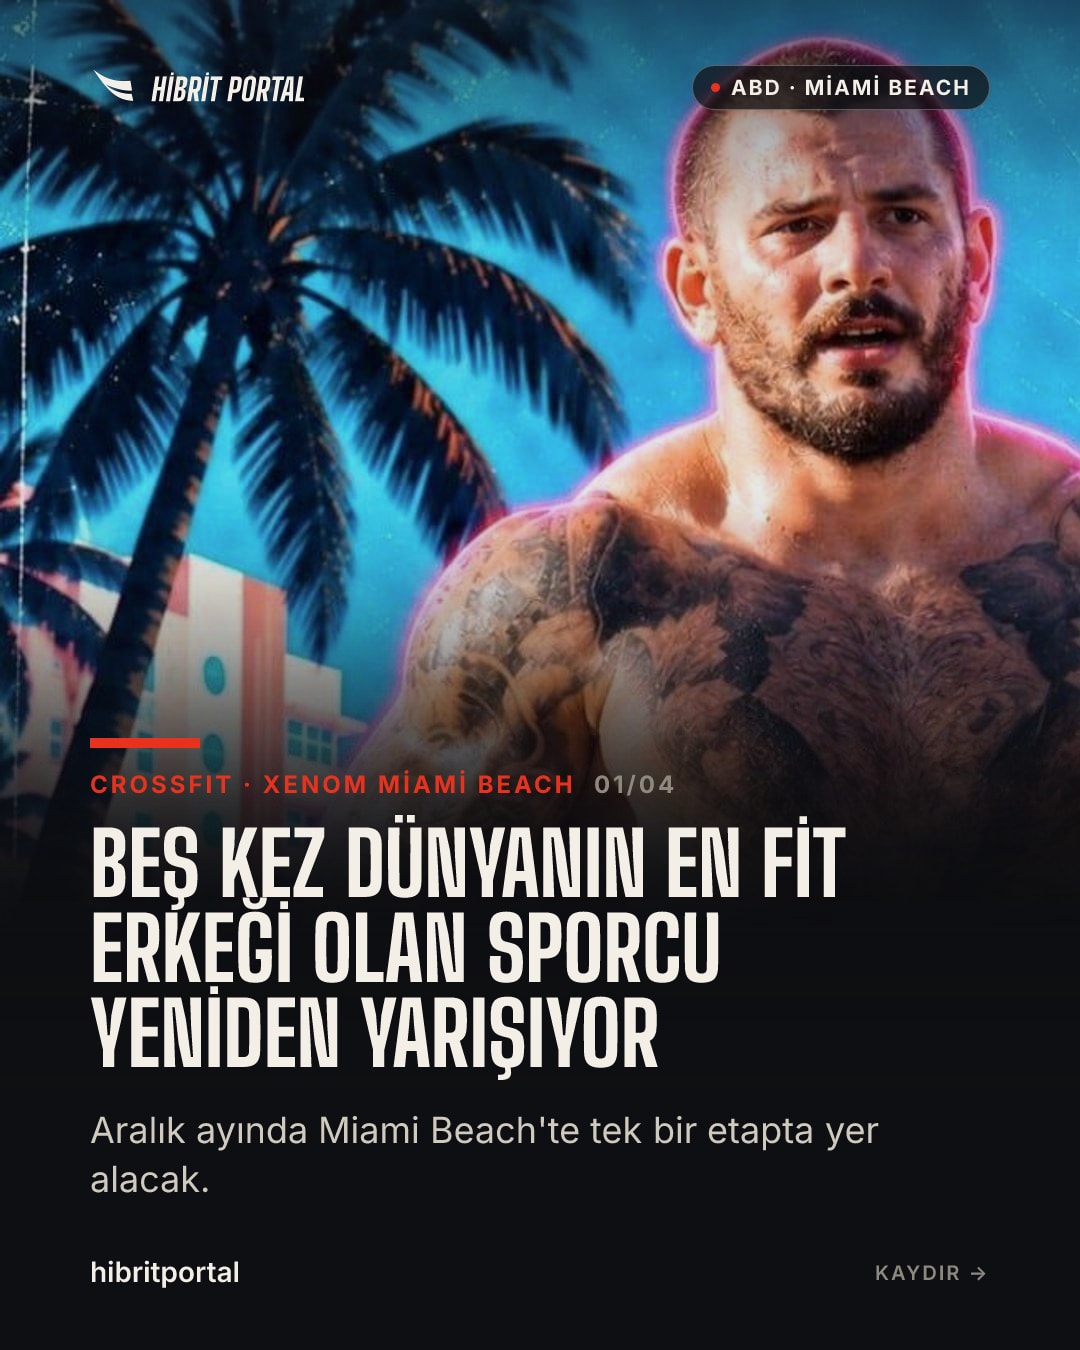 HİBRİT PORTAL
ABD · MİAMİ BEACH
CROSSFIT · XENOM MİAMİ BEACH 01/04
BEŞ KEZ DÜNYANIN EN FİT
ERKEĞİ OLAN SPORCU
YENİDEN YARIŞIYOR
Aralık ayında Miami Beach'te tek bir etapta yer
alacak.
hibritportal
KAYDIR →